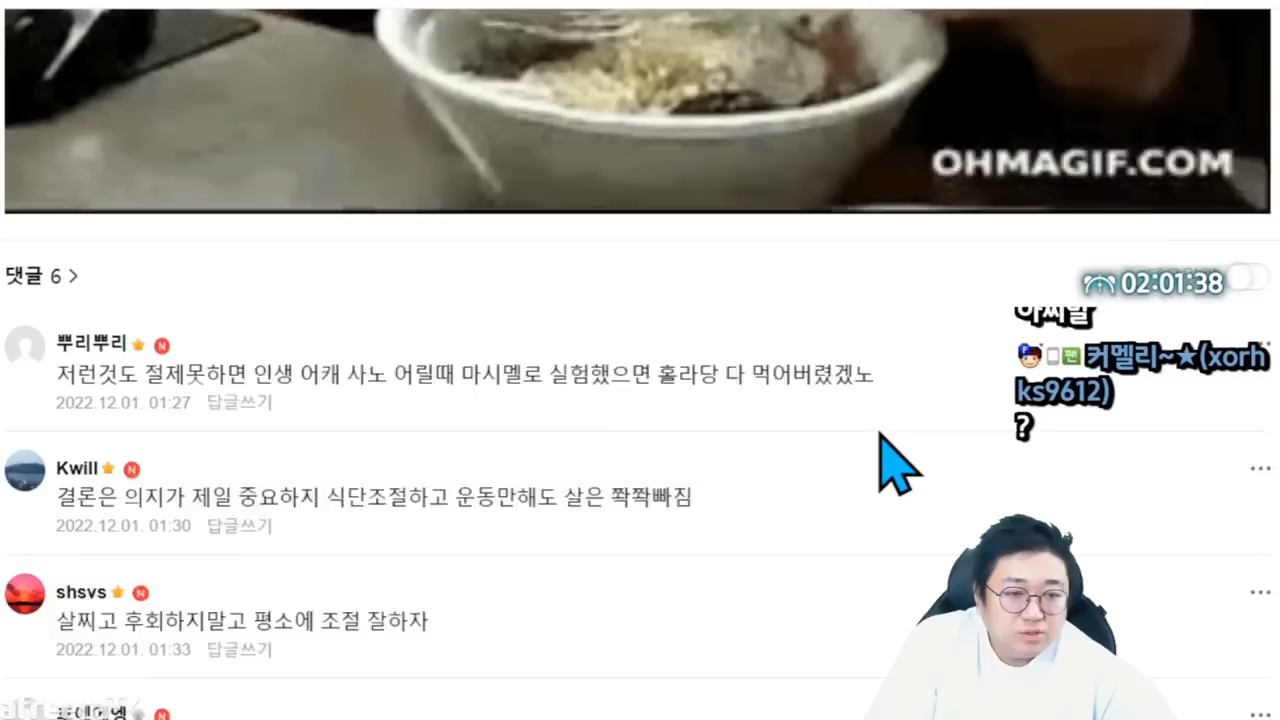 OHMAGIF.COM
댓글 6 >
02:01:38
뿌리뿌리 N
저런것도 절제못하면 인생 어캐 사노 어릴때 마시멜로 실험했으면 홀라당 다 먹어버렸겠노
2022.12.01. 01:27 답글쓰기
팬 커멜리~★(xorh
ks9612)
?
Kwill N
결론은 의지가 제일 중요하지 식단조절하고 운동만해도 살은 쫙쫙빠짐
2022.12.01. 01:30 답글쓰기
shsvs N
살찌고 후회하지말고 평소에 조절 잘하자
2022.12.01. 01:33 답글쓰기
afreecaTV